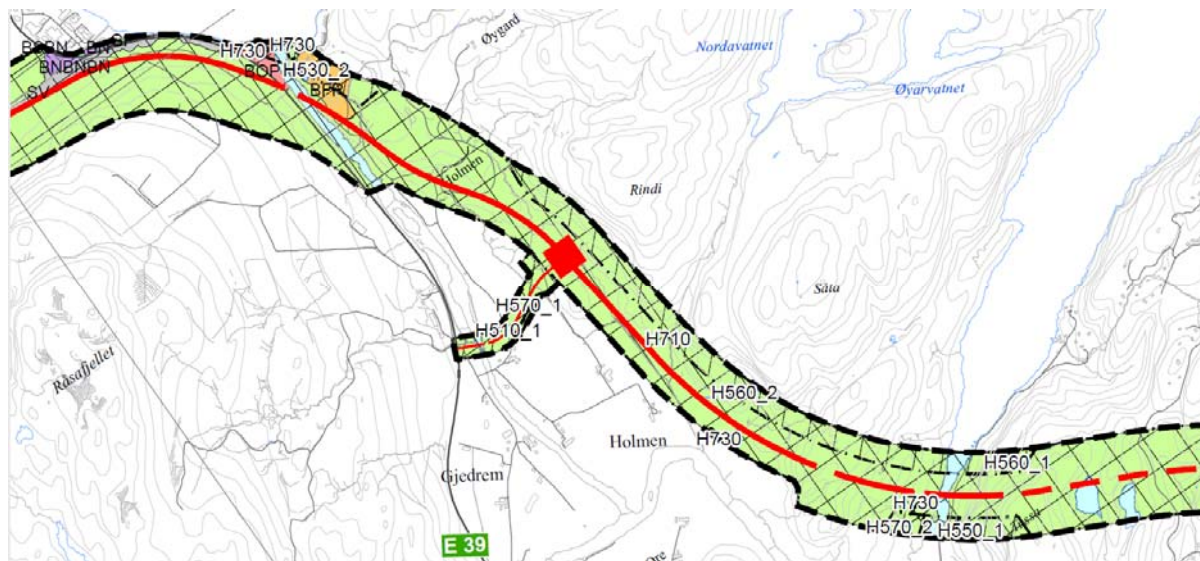 Øygard
Nordavatnet
Øyarvatnet
H730
H730
BOP
H530_2
BFR
BNBNBN
SV
Holmen
Rindi
Såta
H570_1
H510_1
H710
Råsafjellet
H560_2
H730
Holmen
Gjedrem
H560_1
H730
H570_2
H550_1
E 39